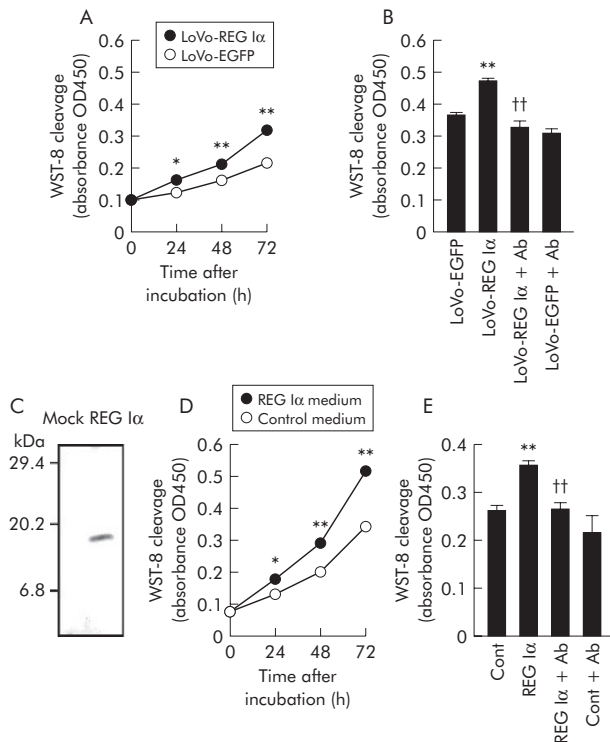 A
LoVo-REG Iα
LoVo-EGFP
WST-8 cleavage
(absorbance OD450)
0.6
0.5
0.4
0.3
0.2
0.1
0
*
**
**
0
24
48
72
Time after
incubation (h)
B
WST-8 cleavage
(absorbance OD450)
0.6
0.5
0.4
0.3
0.2
0.1
0
**
††
LoVo-EGFP
LoVo-REG Iα
LoVo-REG Iα + Ab
LoVo-EGFP + Ab
C
Mock REG Iα
kDa
29.4
20.2
6.8
D
REG Iα medium
Control medium
WST-8 cleavage
(absorbance OD450)
0.6
0.5
0.4
0.3
0.2
0.1
0
*
**
**
0
24
48
72
Time after
incubation (h)
E
WST-8 cleavage
(absorbance OD450)
0.4
0.3
0.2
0.1
0
**
††
Cont
REG Iα
REG Iα + Ab
Cont + Ab